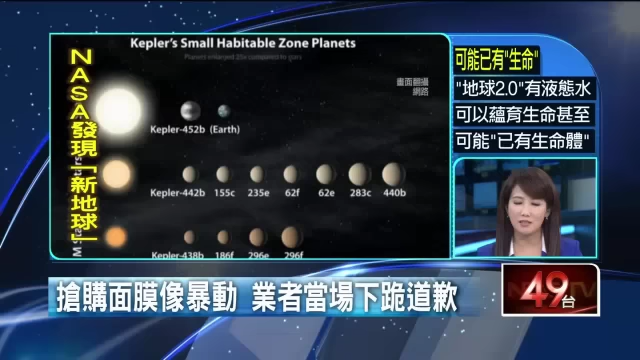 NASA發現「新地球」
Kepler's Small Habitable Zone Planets
Planets enlarged 25x compared to stars
畫面翻攝
網路
Kepler-452b (Earth)
Kepler-442b 155c 235e 62f 62e 283c 440b
Kepler-438b 186f 296e 296f
M Stars
可能已有"生命"
"地球2.0"有液態水
可以蘊育生命甚至
可能"已有生命體"
搶購面膜像暴動 業者當場下跪道歉
49台